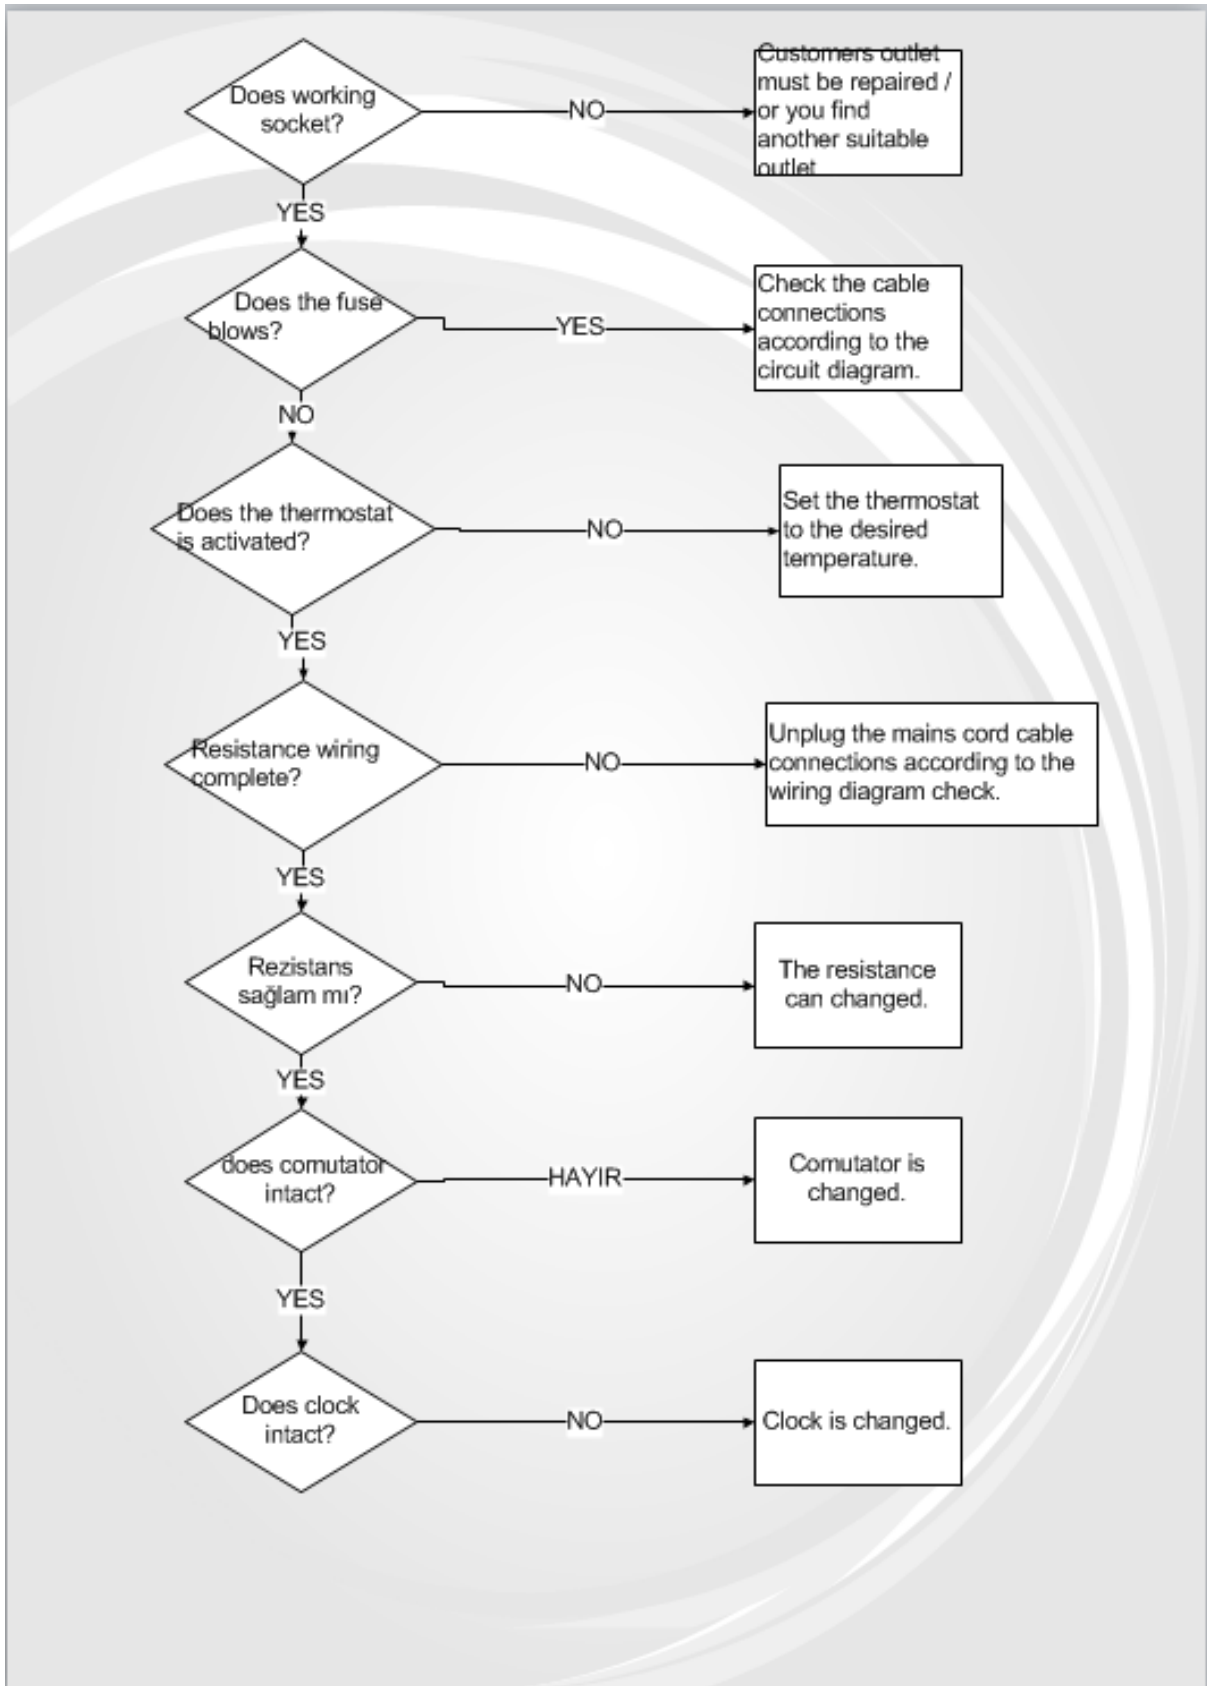 Does working
socket?
NO
Customers outlet
must be repaired /
or you find
another suitable
outlet
YES
Does the fuse
blows?
YES
Check the cable
connections
according to the
circuit diagram.
NO
Does the thermostat
is activated?
NO
Set the thermostat
to the desired
temperature.
YES
Resistance wiring
complete?
NO
Unplug the mains cord cable
connections according to the
wiring diagram check.
YES
Rezistans
sağlam mı?
NO
The resistance
can changed.
YES
does comutator
intact?
HAYIR
Comutator is
changed.
YES
Does clock
intact?
NO
Clock is changed.